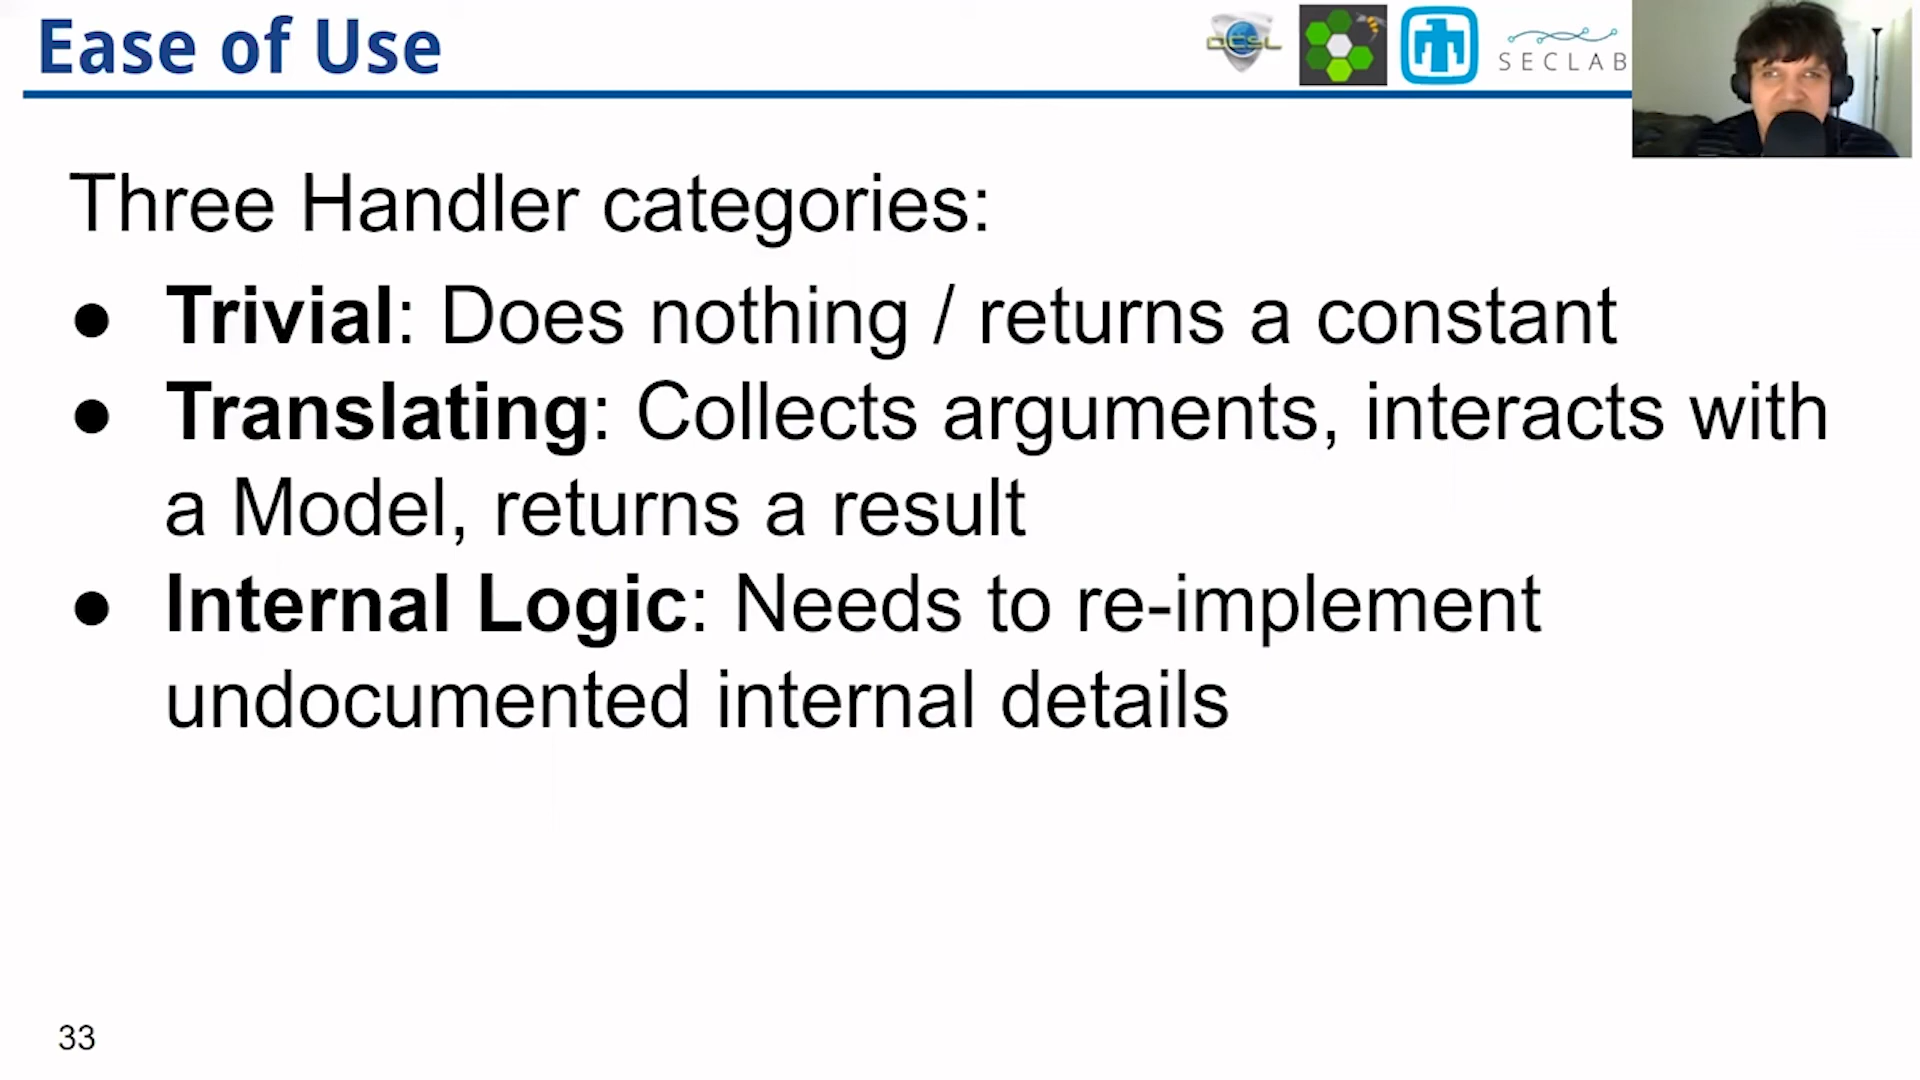 Ease of Use
DCSL
SECLAB
Three Handler categories:
● Trivial: Does nothing / returns a constant
● Translating: Collects arguments, interacts with
a Model, returns a result
● Internal Logic: Needs to re-implement
undocumented internal details
33